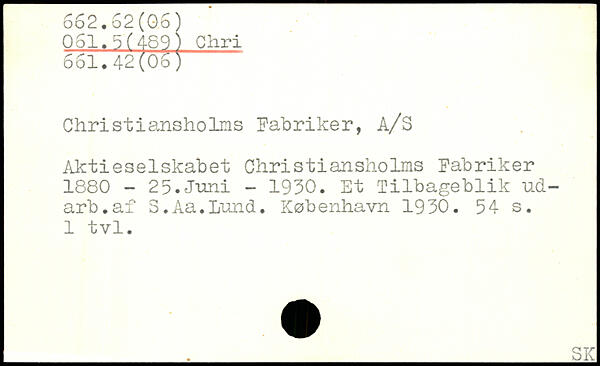 662.62(06)
061.5(489) Chri
661.42(06)
Christiansholms Fabriker, A/S
Aktieselskabet Christiansholms Fabriker
1880 - 25.Juni - 1930. Et Tilbageblik ud-
arb.af S.Aa.Lund. København 1930. 54 s.
1 tvl.
SK